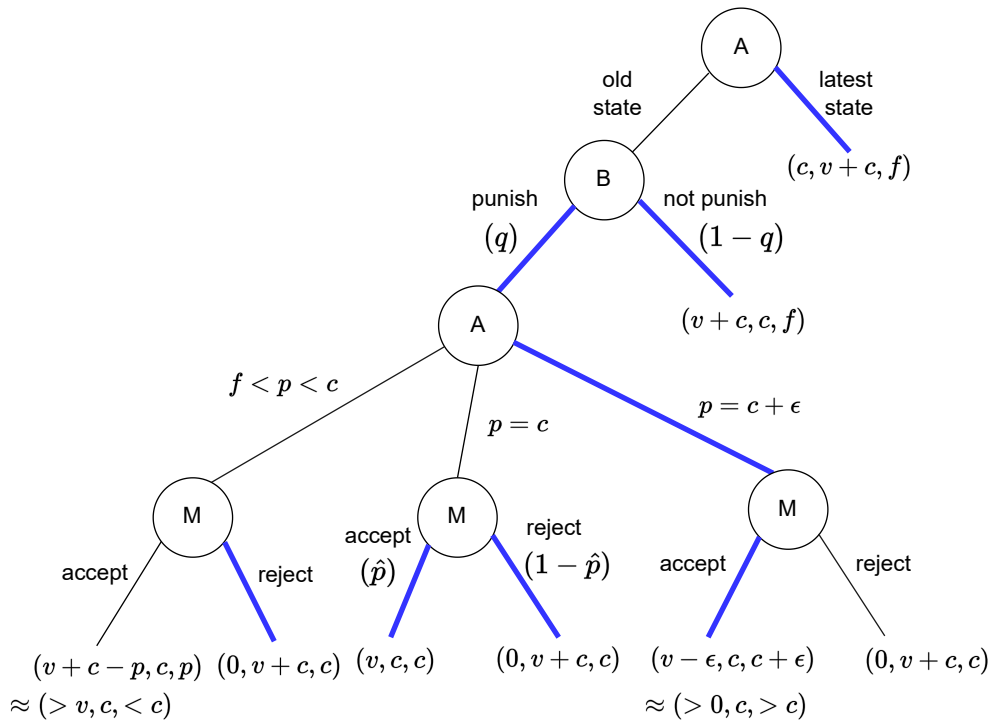 A
old
state
latest
state
(c, v + c, f)
B
punish
(q)
not punish
(1 − q)
(v + c, c, f)
A
f < p < c
p = c
p = c + ϵ
M
M
M
accept
reject
accept
(p̂)
reject
(1 − p̂)
accept
reject
(v + c − p, c, p)
≈ (> v, c, < c)
(0, v + c, c)
(v, c, c)
(0, v + c, c)
(v − ϵ, c, c + ϵ)
≈ (> 0, c, > c)
(0, v + c, c)